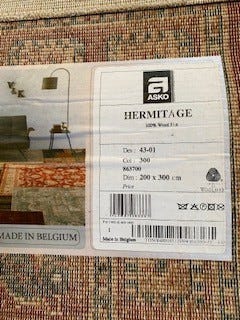 ASKO
HERMITAGE
100% Wool
Des : 43-01
Col : 300
863700
Dim : 200 x 300 cm
Price
1
Made in Belgium
MADE IN BELGIUM